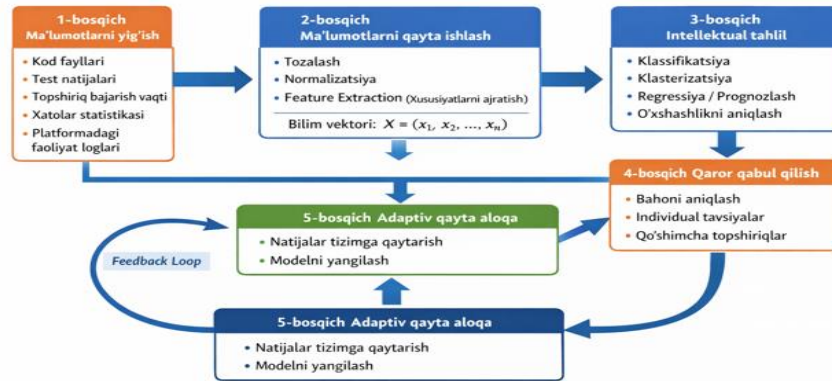 1-bosqich
Ma'lumotlarni yig'ish
• Kod fayllari
• Test natijalari
• Topshiriq bajarish vaqti
• Xatolar statistikasi
• Platformadagi
faoliyat loglari
2-bosqich
Ma'lumotlarni qayta ishlash
• Tozalash
• Normalizatsiya
• Feature Extraction (Xususiyatlarni ajratish)
Bilim vektori: X = (x₁, x₂, ..., xₙ)
3-bosqich
Intellektual tahlil
• Klassifikatsiya
• Klasterizatsiya
• Regressiya / Prognozlash
• O'xshashlikni aniqlash
4-bosqich Qaror qabul qilish
• Bahoni aniqlash
• Individual tavsiyalar
• Qo'shimcha topshiriqlar
5-bosqich Adaptiv qayta aloqa
• Natijalar tizimga qaytarish
• Modelni yangilash
Feedback Loop
5-bosqich Adaptiv qayta aloqa
• Natijalar tizimga qaytarish
• Modelni yangilash